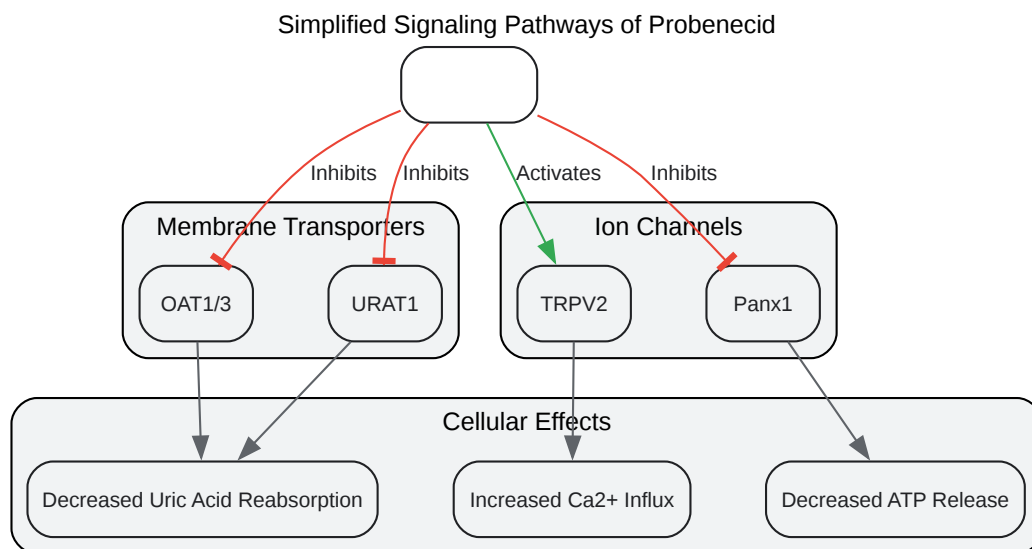 Simplified Signaling Pathways of Probenecid
Inhibits
Inhibits
Activates
Inhibits
Membrane Transporters
Ion Channels
OAT1/3
URAT1
TRPV2
Panx1
Cellular Effects
Decreased Uric Acid Reabsorption
Increased Ca2+ Influx
Decreased ATP Release